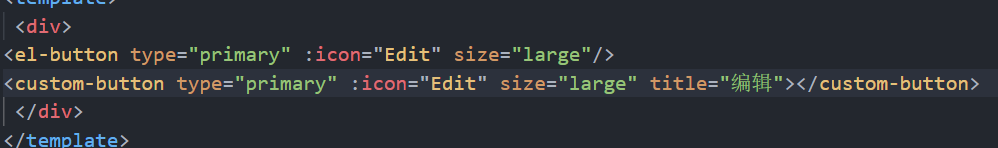 <template>
<div>
<el-button type="primary" :icon="Edit" size="large"/>
<custom-button type="primary" :icon="Edit" size="large" title="编辑"></custom-button>
</div>
</template>